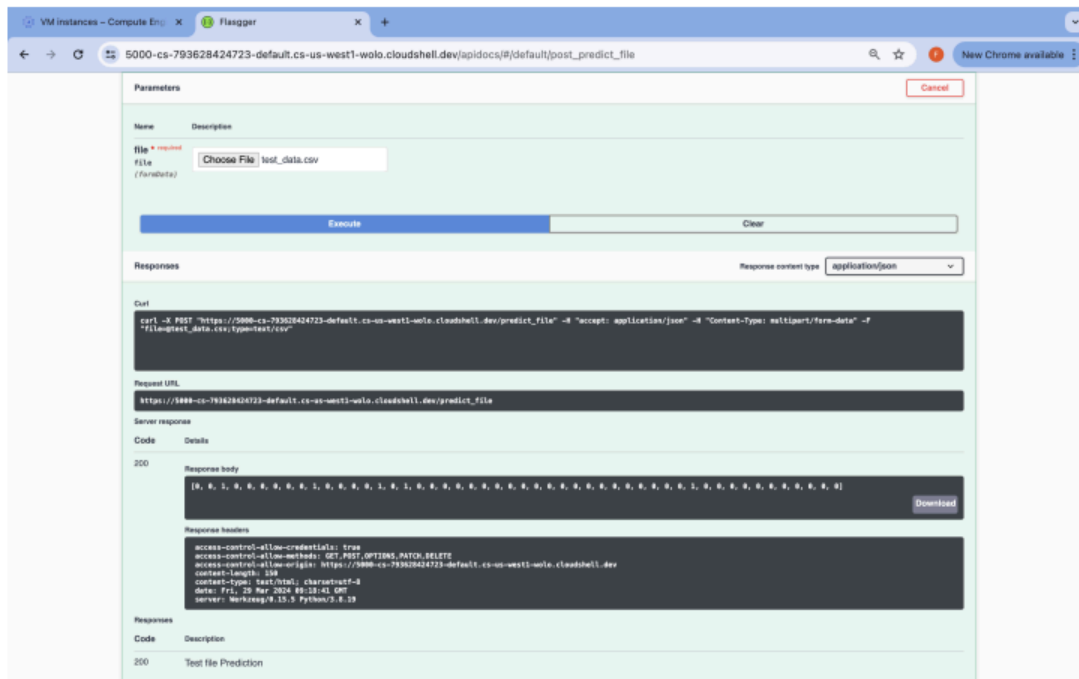 VM instances – Compute Eng
Flasgger
5000-cs-793628424723-default.cs-us-west1-wolo.cloudshell.dev/apidocs/#/default/post_predict_file
New Chrome available
Parameters
Cancel
Name Description
file * required
file
(formData)
Choose File test_data.csv
Execute Clear
Responses
Response content type application/json
Curl
curl -X POST "https://5000-cs-793628424723-default.cs-us-west1-wolo.cloudshell.dev/predict_file" -H "accept: application/json" -H "Content-Type: multipart/form-data" -F
"file=@test_data.csv;type=text/csv"
Request URL
https://5000-cs-793628424723-default.cs-us-west1-wolo.cloudshell.dev/predict_file
Server response
Code Details
200
Response body
[0, 0, 1, 0, 0, 0, 0, 0, 0, 1, 0, 0, 0, 0, 1, 0, 1, 0, 0, 0, 0, 0, 0, 0, 0, 0, 0, 0, 0, 0, 0, 0, 0, 0, 0, 0, 0, 0, 1, 0, 0, 0, 0, 0, 0, 0, 0, 0, 0, 0]
Download
Response headers
access-control-allow-credentials: true
access-control-allow-methods: GET,POST,OPTIONS,PATCH,DELETE
access-control-allow-origin: https://5000-cs-793628424723-default.cs-us-west1-wolo.cloudshell.dev
content-length: 150
content-type: text/html; charset=utf-8
date: Fri, 29 Mar 2024 09:18:41 GMT
server: Werkzeug/0.15.5 Python/3.8.19
Responses
Code Description
200 Test file Prediction